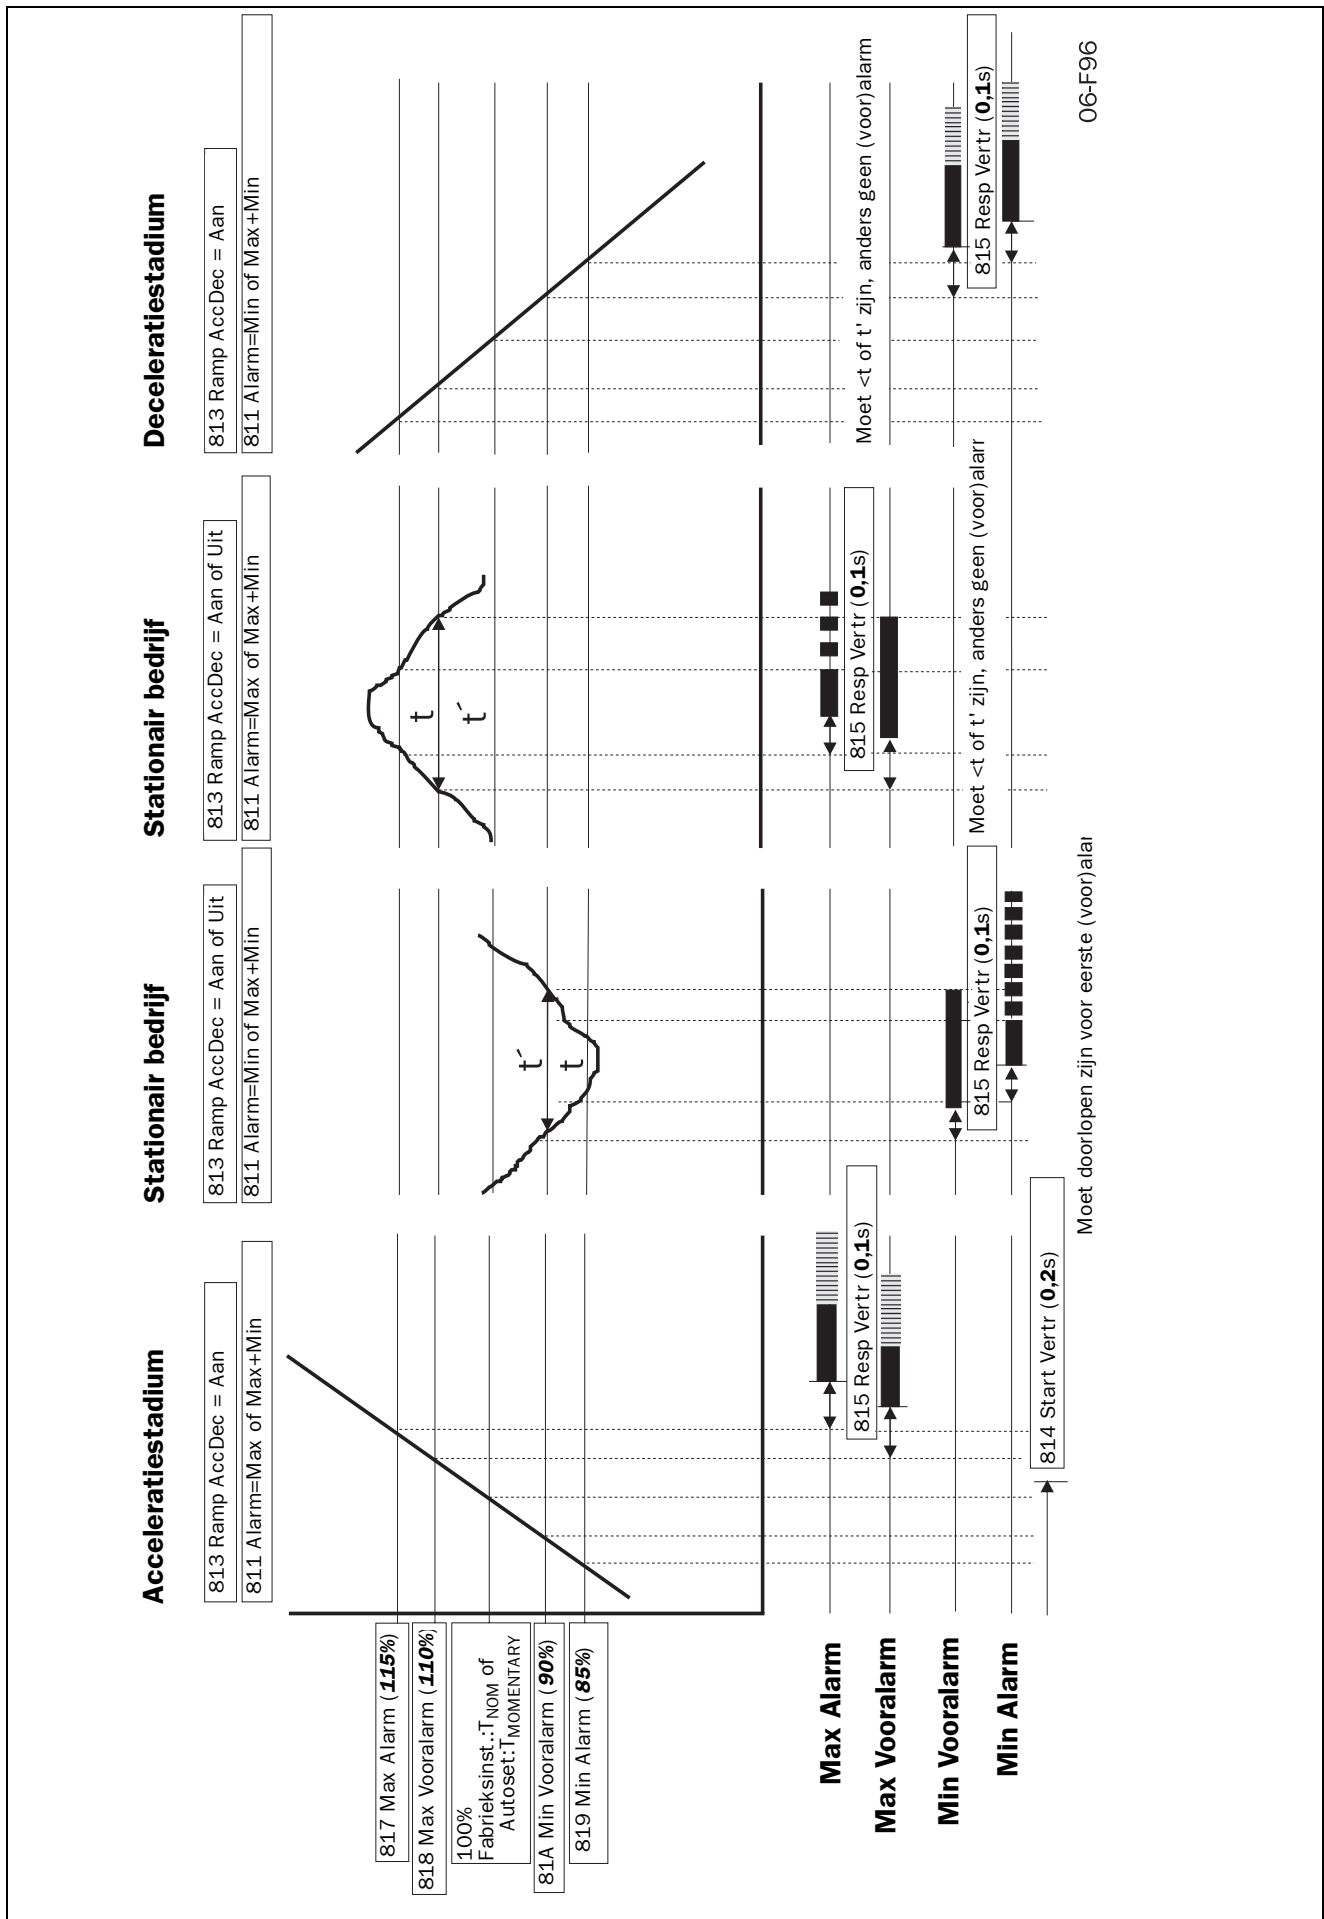 Acceleratiestadium
Stationair bedrijf
Stationair bedrijf
Deceleratiestadium
813 Ramp AccDec = Aan
811 Alarm=Max of Max+Min
813 Ramp AccDec = Aan of Uit
811 Alarm=Min of Max+Min
813 Ramp AccDec = Aan of Uit
811 Alarm=Max of Max+Min
813 Ramp AccDec = Aan
811 Alarm=Min of Max+Min
817 Max Alarm (115%)
818 Max Vooralarm (110%)
100%
Fabrieksinst.:TNOM of
Autoset:TMOMENTARY
81A Min Vooralarm (90%)
819 Min Alarm (85%)
t´
t
t
t´
Max Alarm
Max Vooralarm
Min Vooralarm
Min Alarm
815 Resp Vertr (0,1s)
814 Start Vertr (0,2s)
815 Resp Vertr (0,1s)
Moet doorlopen zijn voor eerste (voor)alar
815 Resp Vertr (0,1s)
Moet <t of t' zijn, anders geen (voor)alarr
Moet <t of t' zijn, anders geen (voor)alarm
815 Resp Vertr (0,1s)
06-F96